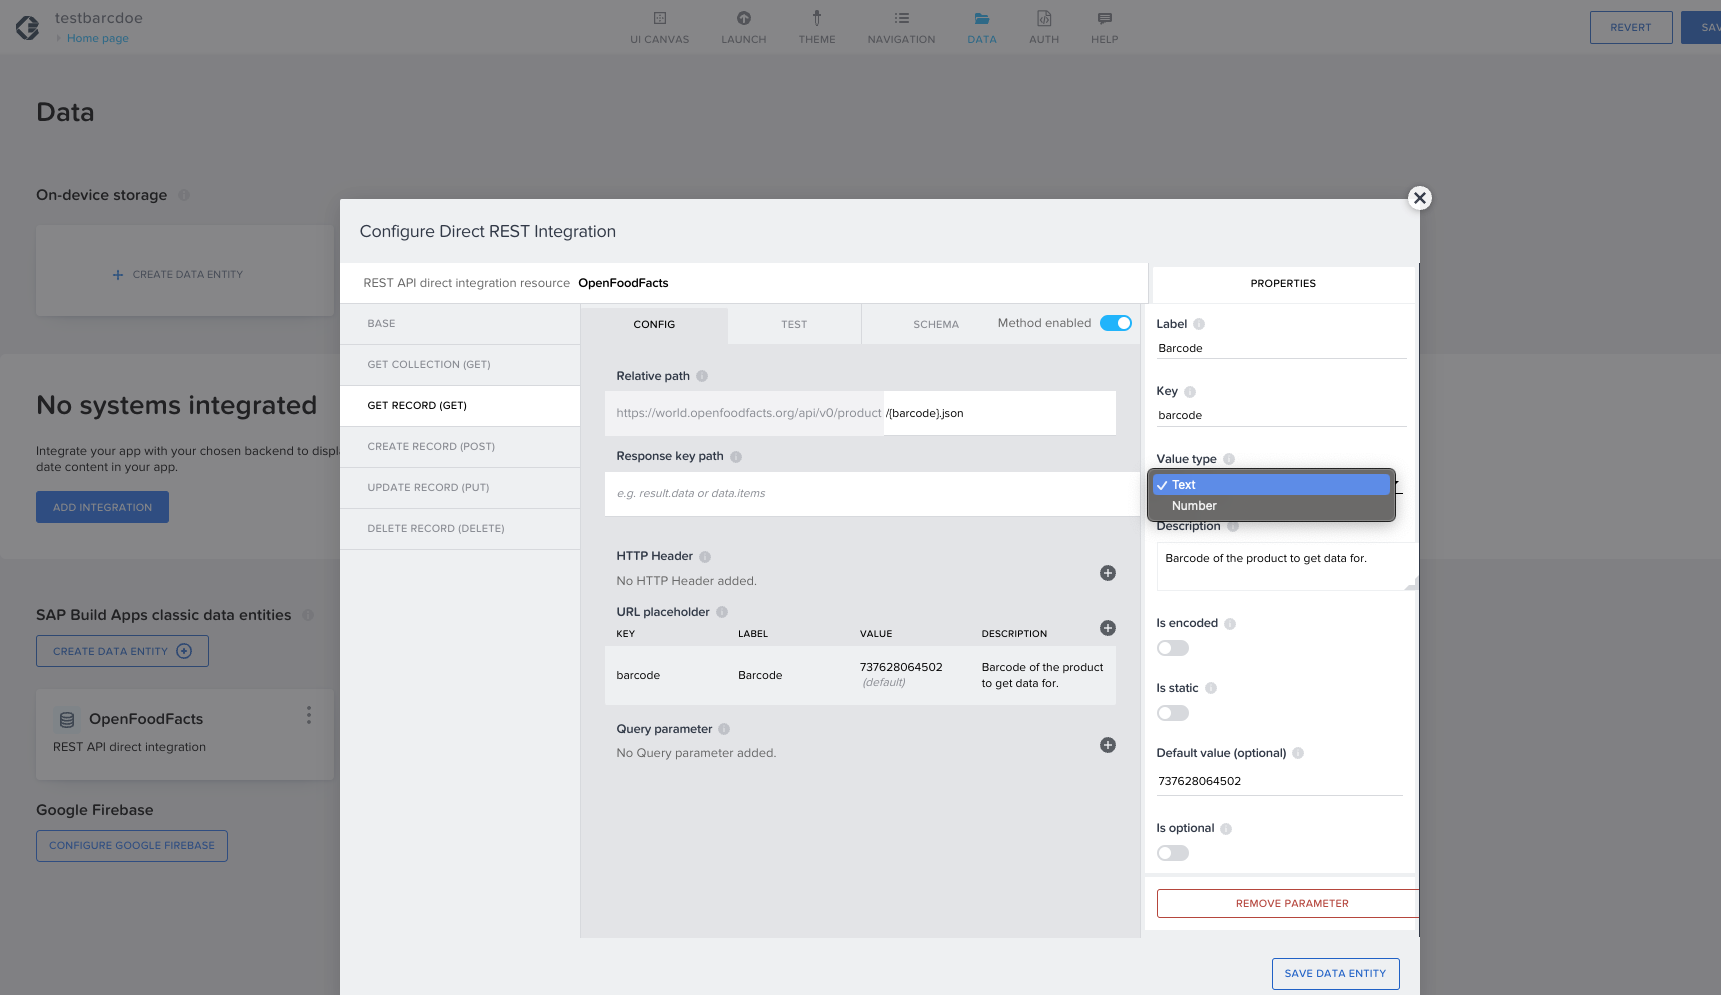 testbarcdoe
Home page
UI CANVAS
LAUNCH
THEME
NAVIGATION
DATA
AUTH
HELP
REVERT
SAV
Data
On-device storage
CREATE DATA ENTITY
No systems integrated
Integrate your app with your chosen backend to displ
date content in your app.
ADD INTEGRATION
SAP Build Apps classic data entities
CREATE DATA ENTITY
OpenFoodFacts
REST API direct integration
Google Firebase
CONFIGURE GOOGLE FIREBASE
Configure Direct REST Integration
REST API direct integration resource OpenFoodFacts
BASE
GET COLLECTION (GET)
GET RECORD (GET)
CREATE RECORD (POST)
UPDATE RECORD (PUT)
DELETE RECORD (DELETE)
CONFIG
TEST
SCHEMA
Method enabled
Relative path
https://world.openfoodfacts.org/api/v0/product /{barcode}.json
Response key path
e.g. result.data or data.items
HTTP Header
No HTTP Header added.
URL placeholder
KEY LABEL VALUE DESCRIPTION
barcode Barcode 737628064502 Barcode of the product
(default) to get data for.
Query parameter
No Query parameter added.
PROPERTIES
Label
Barcode
Key
barcode
Value type
Text
Number
Description
Barcode of the product to get data for.
Is encoded
Is static
Default value (optional)
737628064502
Is optional
REMOVE PARAMETER
SAVE DATA ENTITY